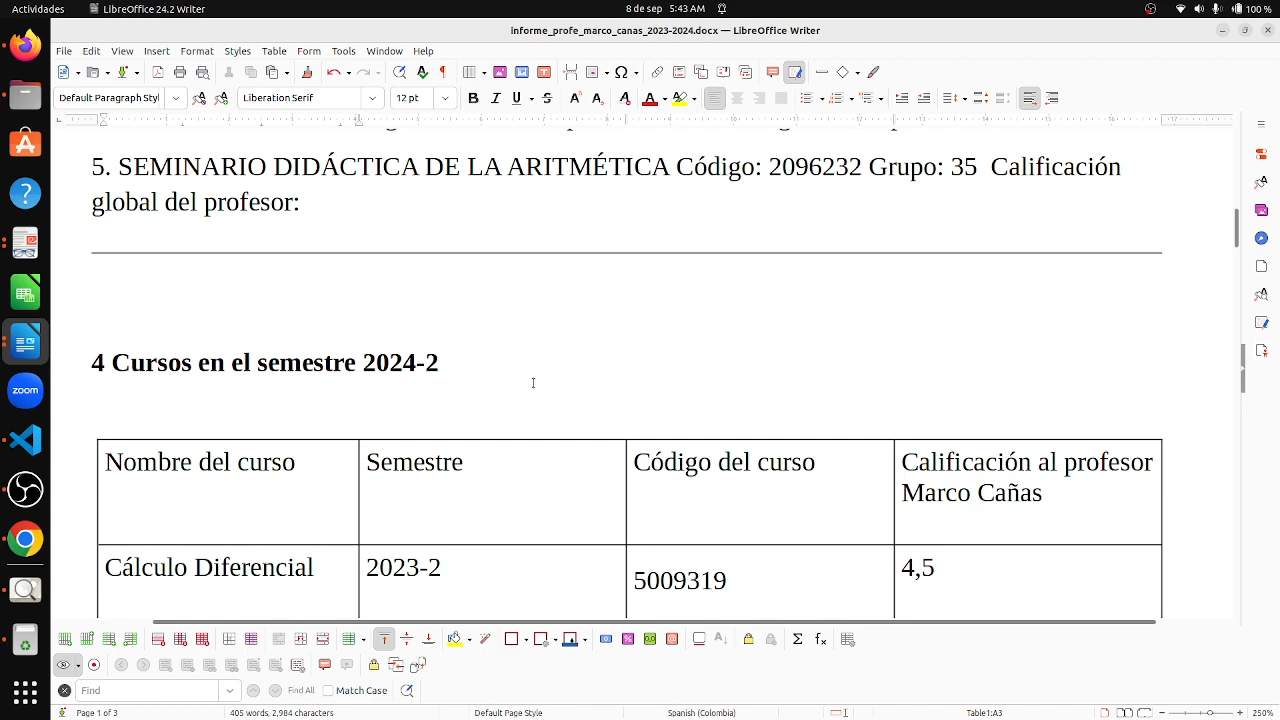 Actividades LibreOffice 24.2 Writer 8 de sep 5:43 AM 100 %
informe_profe_marco_canas_2023-2024.docx — LibreOffice Writer
File Edit View Insert Format Styles Table Form Tools Window Help
Default Paragraph Styl Liberation Serif 12 pt
5. SEMINARIO DIDÁCTICA DE LA ARITMÉTICA Código: 2096232 Grupo: 35 Calificación
global del profesor:
4 Cursos en el semestre 2024-2
Nombre del curso Semestre Código del curso Calificación al profesor
Marco Cañas
Cálculo Diferencial 2023-2 5009319 4,5
zoom
Find Find All Match Case
Page 1 of 3 405 words, 2,984 characters Default Page Style Spanish (Colombia) Table1:A3 250%